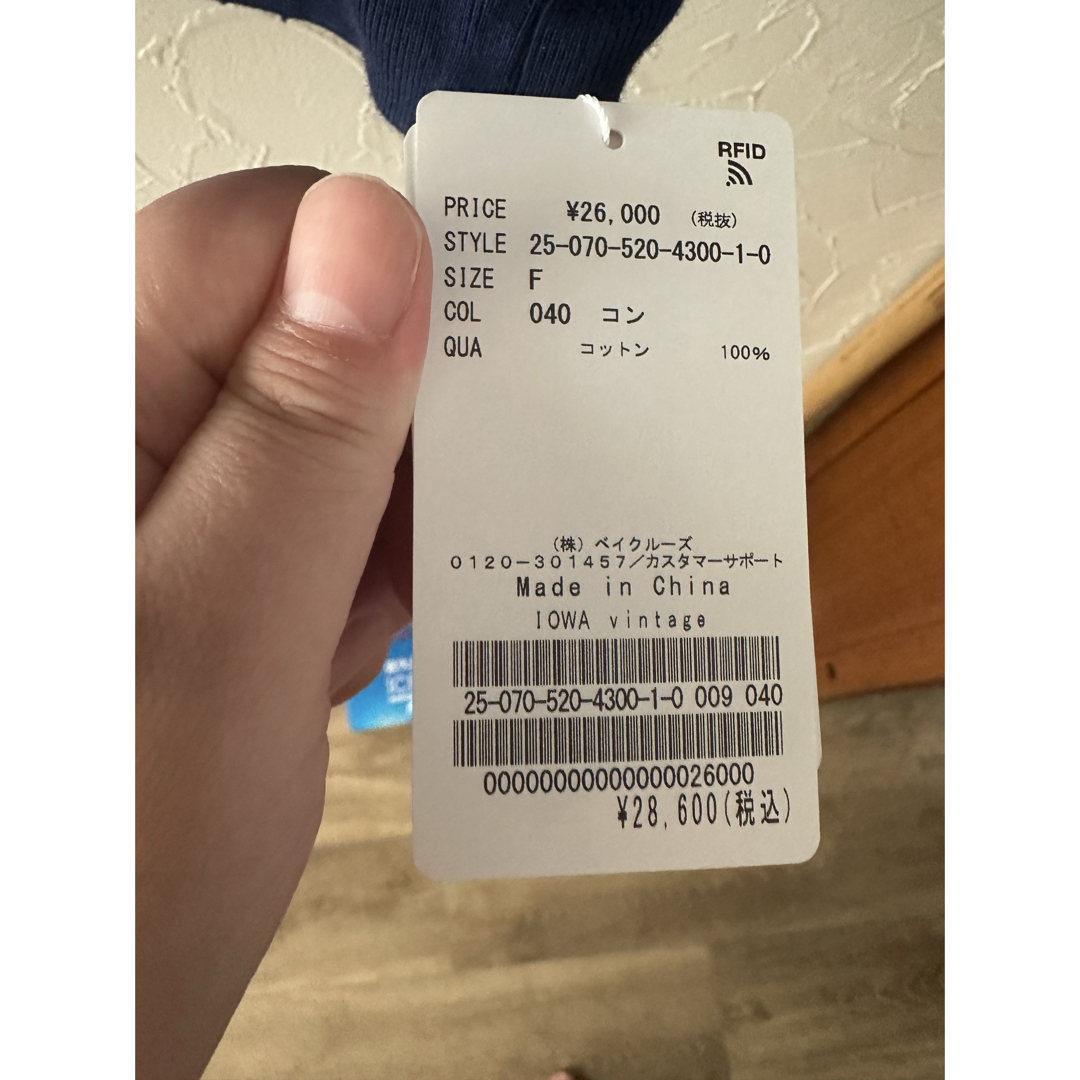 RFID
PRICE ¥26,000 (税抜)
STYLE 25-070-520-4300-1-0
SIZE F
COL 040 コン
QUA コットン 100%
(株) ベイクルーズ
0120-301457/カスタマーサポート
Made in China
IOWA vintage
25-070-520-4300-1-0 009 040
00000000000000026000
¥28,600(税込)